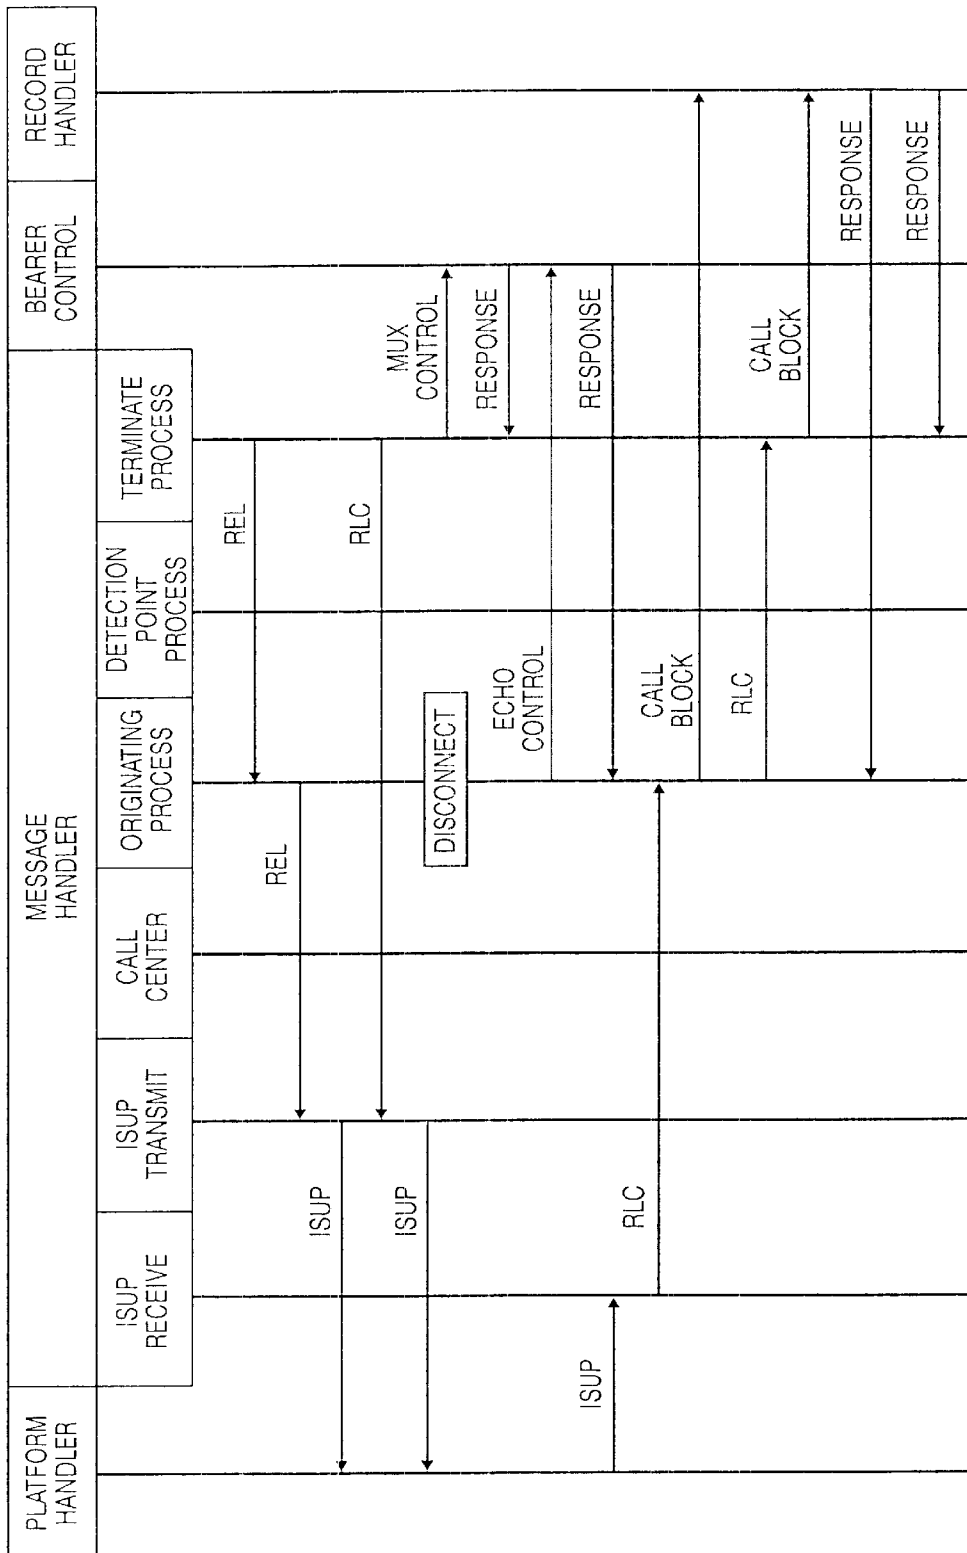 MESSAGE
HANDLER
PLATFORM
HANDLER
ISUP
RECEIVE
ISUP
TRANSMIT
CALL
CENTER
ORIGINATING
PROCESS
DETECTION
POINT
PROCESS
TERMINATE
PROCESS
BEARER
CONTROL
RECORD
HANDLER
REL
REL
ISUP
RLC
ISUP
DISCONNECT
MUX
CONTROL
RESPONSE
ECHO
CONTROL
ISUP
RESPONSE
RLC
CALL
BLOCK
RLC
CALL
BLOCK
RESPONSE
RESPONSE